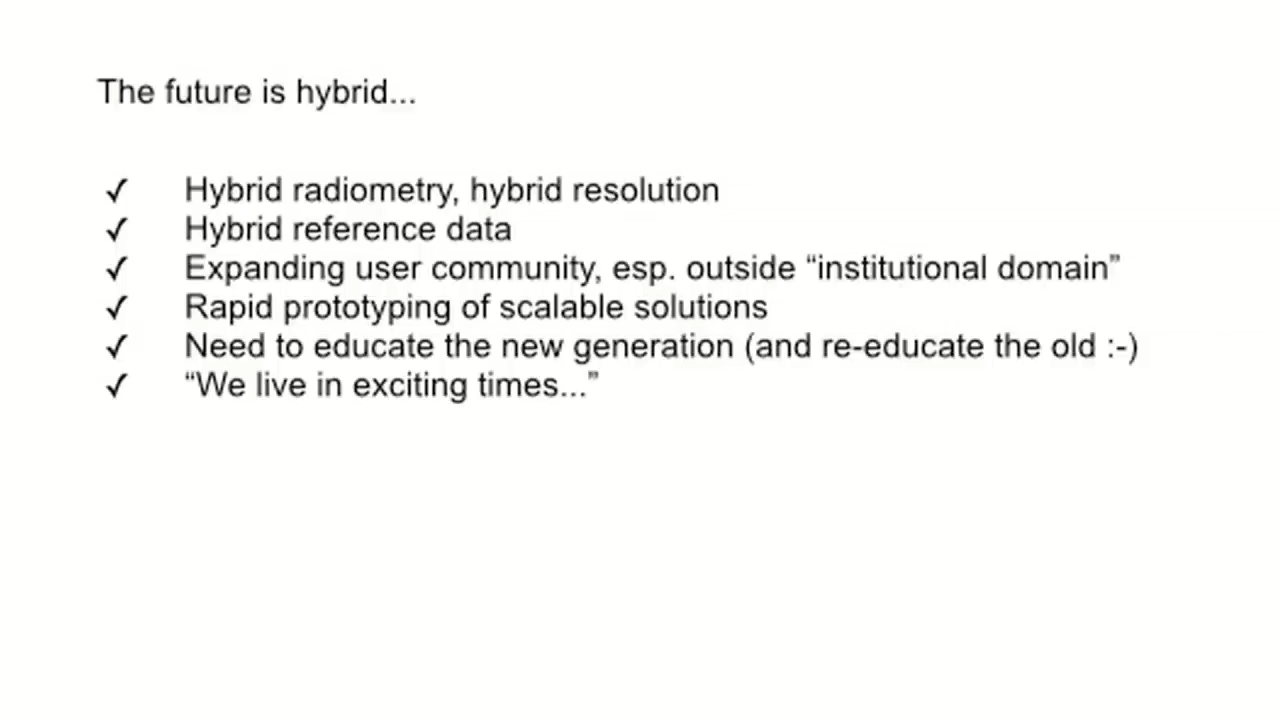 The future is hybrid...
✓ Hybrid radiometry, hybrid resolution
✓ Hybrid reference data
✓ Expanding user community, esp. outside “institutional domain”
✓ Rapid prototyping of scalable solutions
✓ Need to educate the new generation (and re-educate the old :-)
✓ “We live in exciting times...”